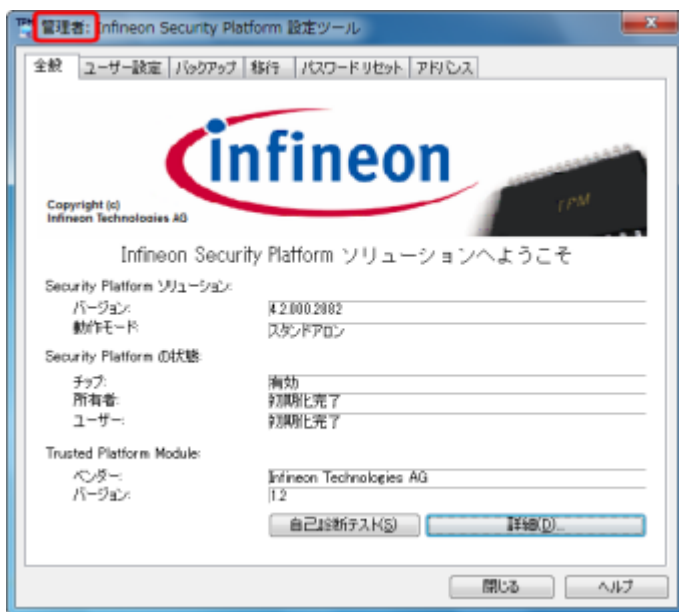 管理者: Infineon Security Platform 設定ツール
全般 ユーザー設定 バックアップ 移行 パスワード リセット アドバンス
infineon
TPM
Copyright (c)
Infineon Technologies AG
Infineon Security Platform ソリューションへようこそ
Security Platform ソリューション:
バージョン: 4.2.000.2882
動作モード: スタンドアロン
Security Platform の状態:
チップ: 有効
所有者: 初期化完了
ユーザー: 初期化完了
Trusted Platform Module:
ベンダー: Infineon Technologies AG
バージョン: 1.2
自己診断テスト(S) 詳細(D)...
閉じる ヘルプ